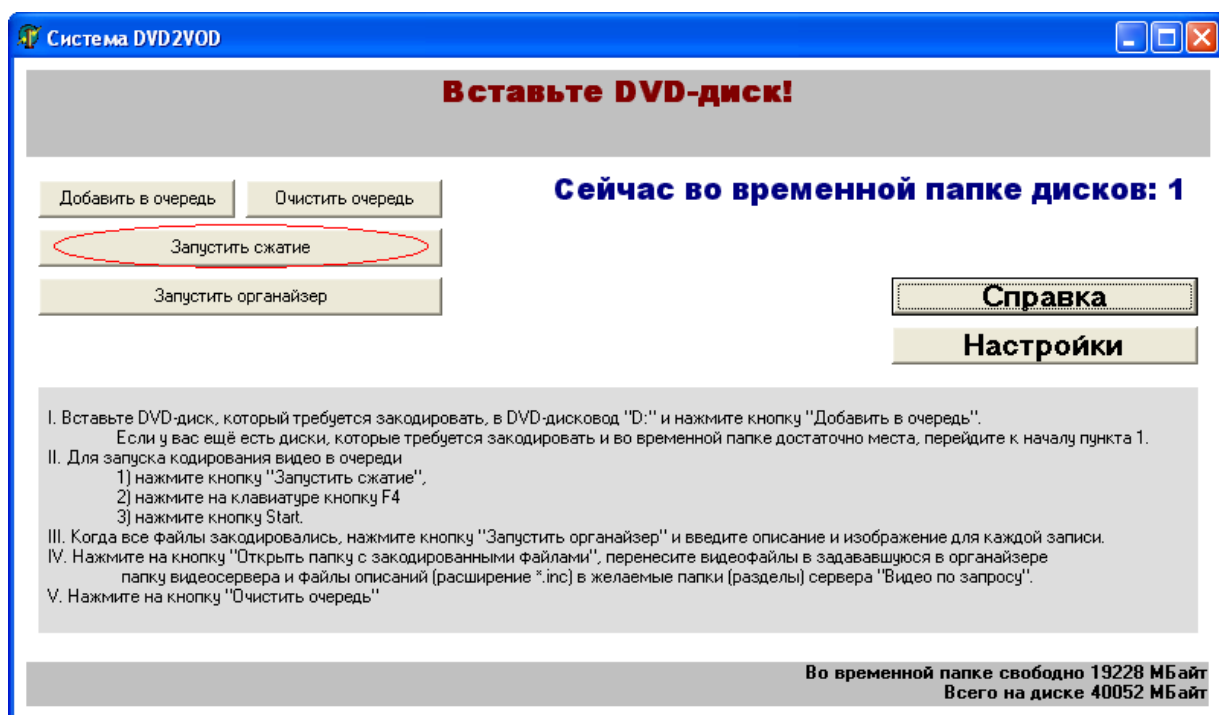 Система DVD2VOD
Вставьте DVD-диск!
Добавить в очередь
Очистить очередь
Сейчас во временной папке дисков: 1
Запустить сжатие
Запустить органайзер
Справка
Настройки
I. Вставьте DVD-диск, который требуется закодировать, в DVD-дисковод "D:" и нажмите кнопку "Добавить в очередь".
Если у вас ещё есть диски, которые требуется закодировать и во временной папке достаточно места, перейдите к началу пункта 1.
II. Для запуска кодирования видео в очереди
1) нажмите кнопку "Запустить сжатие",
2) нажмите на клавиатуре кнопку F4
3) нажмите кнопку Start.
III. Когда все файлы закодировались, нажмите кнопку "Запустить органайзер" и введите описание и изображение для каждой записи.
IV. Нажмите на кнопку "Открыть папку с закодированными файлами", перенесите видеофайлы в задававшуюся в органайзере
папку видеосервера и файлы описаний (расширение *.inc) в желаемые папки (разделы) сервера "Видео по запросу".
V. Нажмите на кнопку "Очистить очередь"
Во временной папке свободно 19228 МБайт
Всего на диске 40052 МБайт